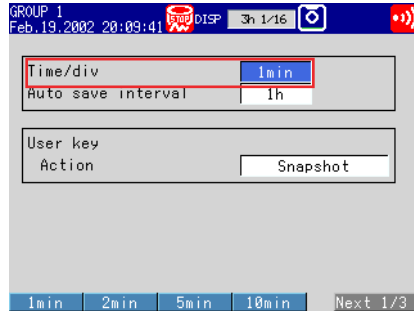 GROUP 1
Feb.19.2002 20:09:41 STOP DISP 3h 1/16
Time/div 1min
Auto save interval 1h
User key
Action Snapshot
1min 2min 5min 10min Next 1/3